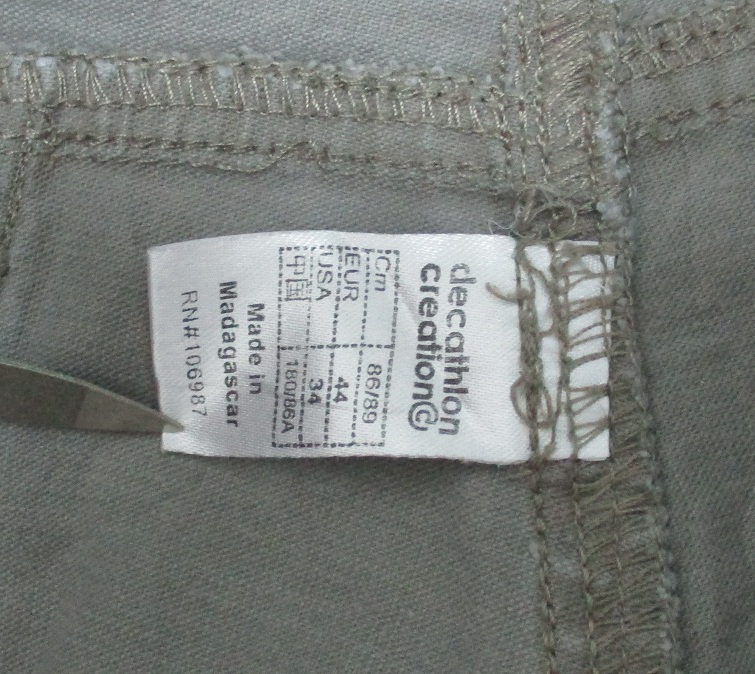 decathlon
creation©
Cm 86/89
EUR 44
USA 34
中国 180/86A
Made in
Madagascar
RN#106987